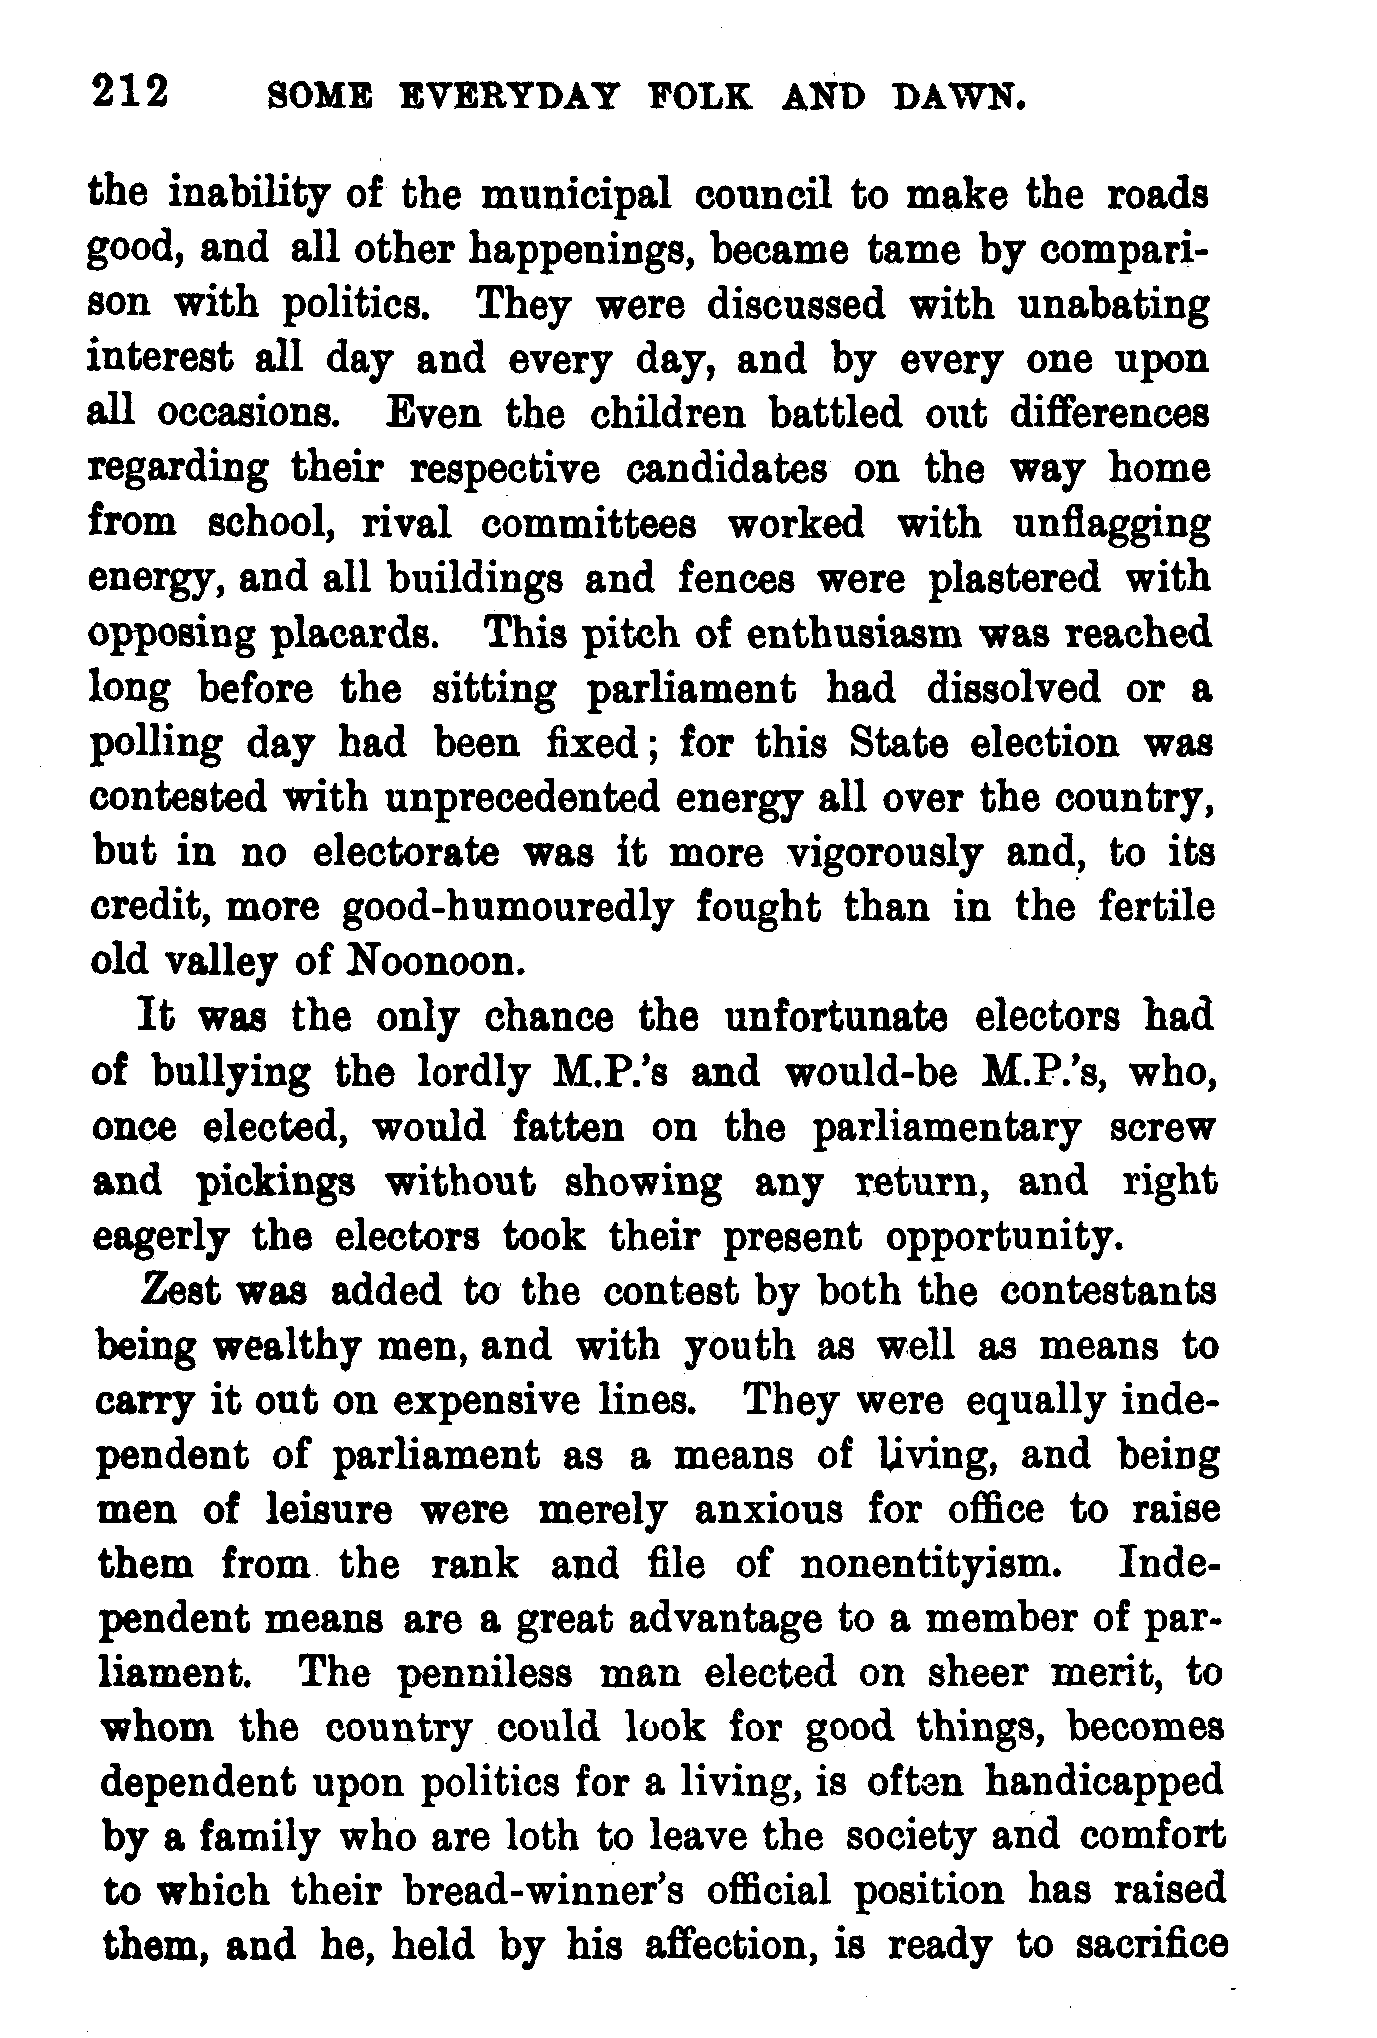 212 SOME EVERYDAY FOLK AND DAWN.
the inability of the municipal council to make the roads
good, and all other happenings, became tame by compari-
son with politics. They were discussed with unabating
interest all day and every day, and by every one upon
all occasions. Even the children battled out differences
regarding their respective candidates on the way home
from school, rival committees worked with unflagging
energy, and all buildings and fences were plastered with
opposing placards. This pitch of enthusiasm was reached
long before the sitting parliament had dissolved or a
polling day had been fixed; for this State election was
contested with unprecedented energy all over the country,
but in no electorate was it more vigorously and, to its
credit, more good-humouredly fought than in the fertile
old valley of Noonoon.
It was the only chance the unfortunate electors had
of bullying the lordly M.P.'s and would-be M.P.'s, who,
once elected, would fatten on the parliamentary screw
and pickings without showing any return, and right
eagerly the electors took their present opportunity.
Zest was added to the contest by both the contestants
being wealthy men, and with youth as well as means to
carry it out on expensive lines. They were equally inde-
pendent of parliament as a means of living, and being
men of leisure were merely anxious for office to raise
them from the rank and file of nonentityism. Inde-
pendent means are a great advantage to a member of par-
liament. The penniless man elected on sheer merit, to
whom the country could look for good things, becomes
dependent upon politics for a living, is often handicapped
by a family who are loth to leave the society and comfort
to which their bread-winner's official position has raised
them, and he, held by his affection, is ready to sacrifice